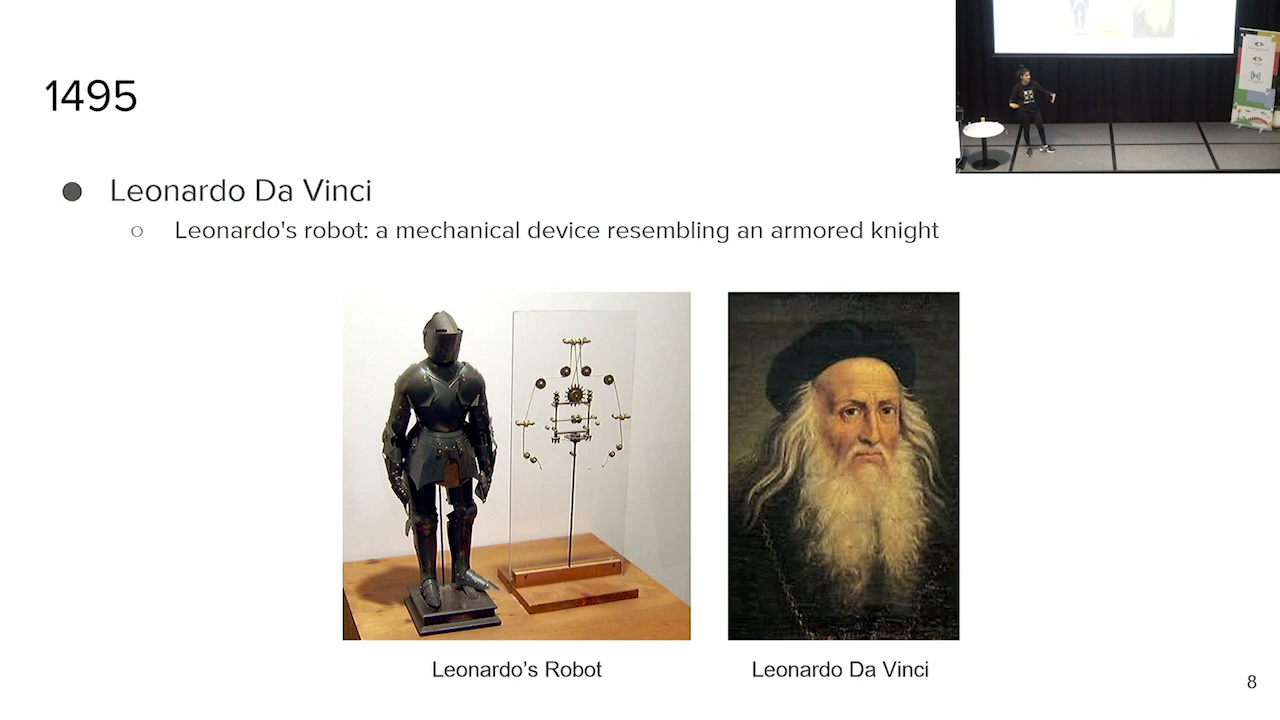 1495
● Leonardo Da Vinci
○ Leonardo's robot: a mechanical device resembling an armored knight
Leonardo’s Robot
Leonardo Da Vinci
8